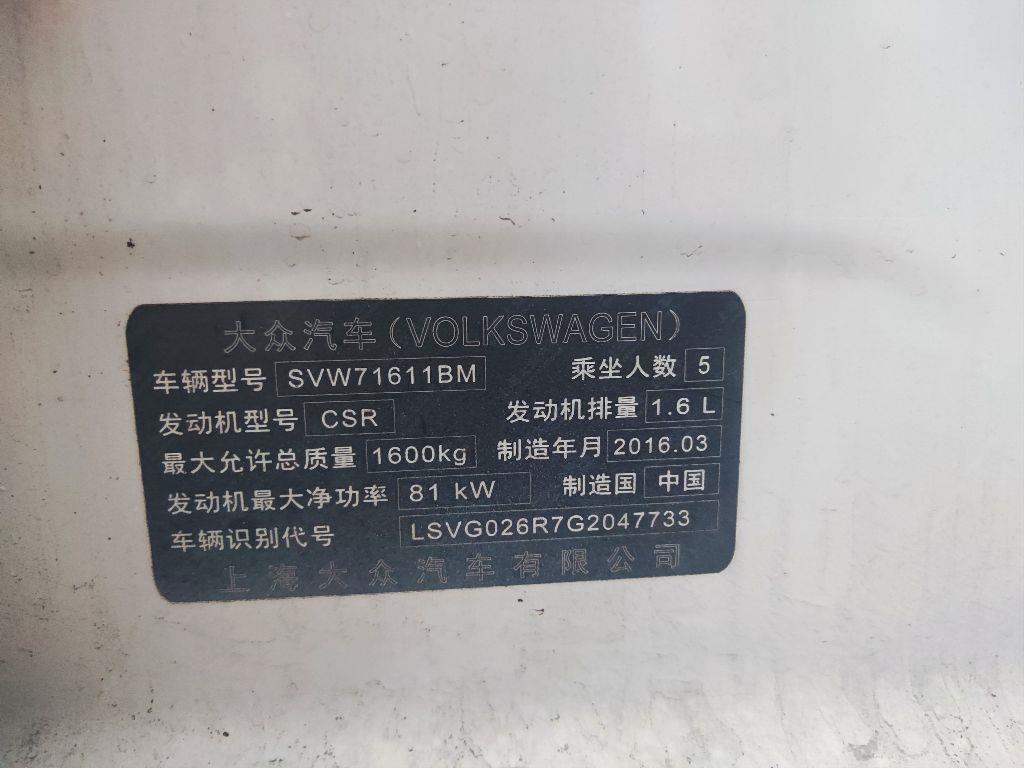 大众汽车(VOLKSWAGEN)
车辆型号 SVW71611BM 乘坐人数 5
发动机型号 CSR 发动机排量 1.6 L
最大允许总质量 1600kg 制造年月 2016.03
发动机最大净功率 81 kW 制造国 中国
车辆识别代号 LSVG026R7G2047733
上海大众汽车有限公司